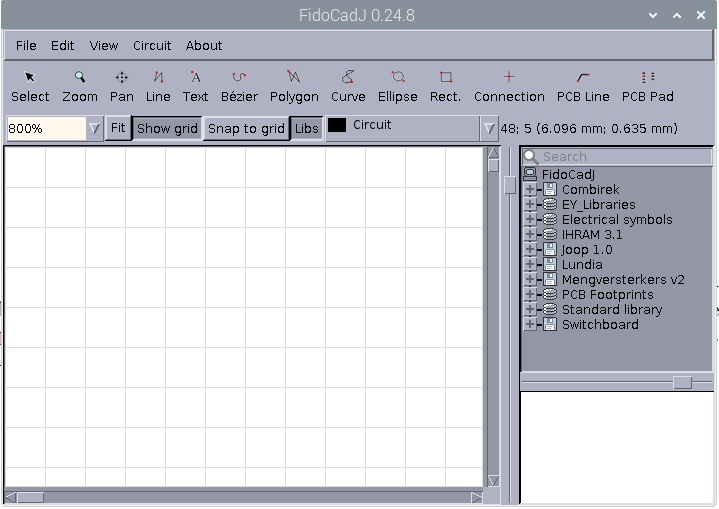 FidoCadJ 0.24.8
File Edit View Circuit About
Select Zoom Pan Line Text Bézier Polygon Curve Ellipse Rect. Connection PCB Line PCB Pad
800% Fit Show grid Snap to grid Libs Circuit 48; 5 (6.096 mm; 0.635 mm)
Search
FidoCadJ
Combirek
EY_Libraries
Electrical symbols
IHRAM 3.1
Joop 1.0
Lundia
Mengversterkers v2
PCB Footprints
Standard library
Switchboard